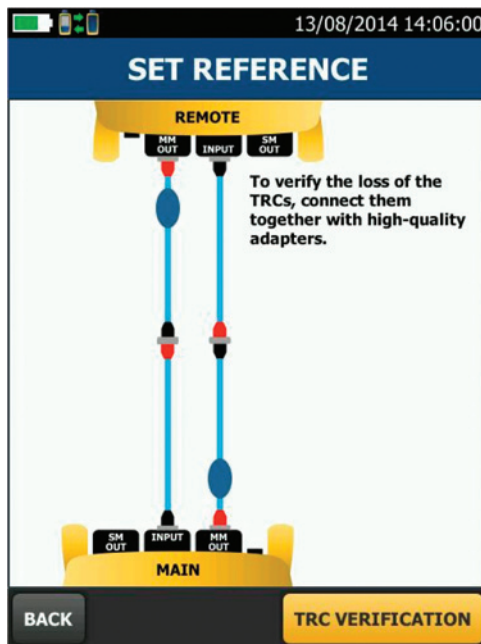 13/08/2014 14:06:00
SET REFERENCE
REMOTE
MM
OUT
INPUT
SM
OUT
To verify the loss of the
TRCs, connect them
together with high-quality
adapters.
SM
OUT
INPUT
MM
OUT
MAIN
BACK
TRC VERIFICATION